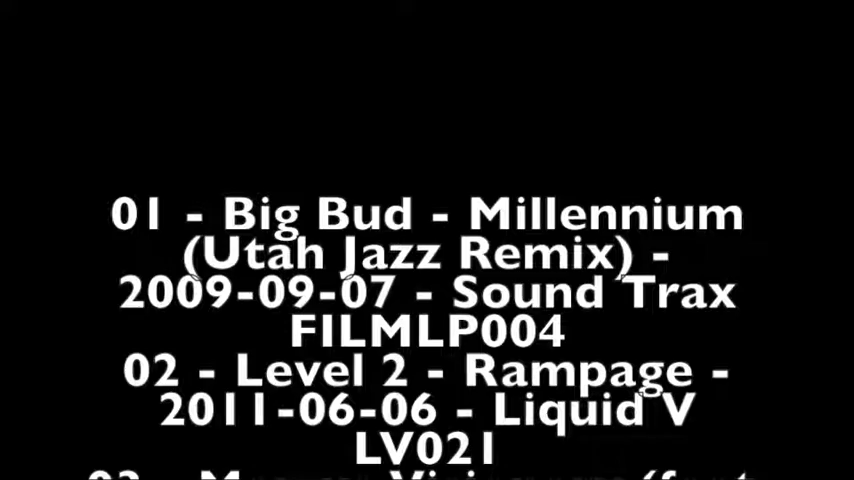 01 - Big Bud - Millennium
(Utah Jazz Remix) -
2009-09-07 - Sound Trax
FILMLP004
02 - Level 2 - Rampage -
2011-06-06 - Liquid V
LV021